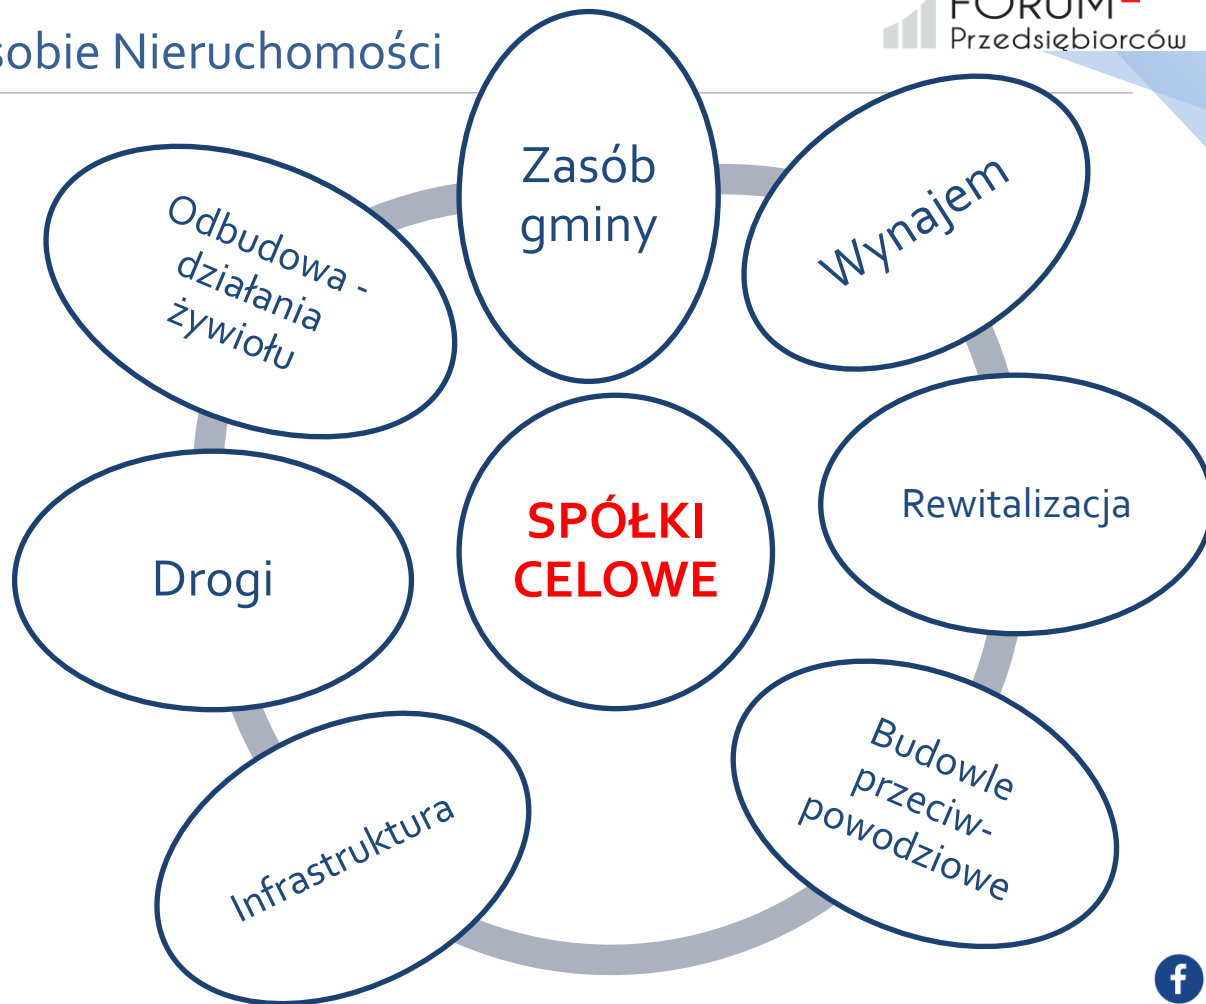 sobie Nieruchomości
FORUM
Przedsiębiorców
Zasób
gminy
Wynajem
Odbudowa -
działania
żywiołu
Rewitalizacja
SPÓŁKI
CELOWE
Drogi
Budowle
przeciw-
powodziowe
Infrastruktura
f